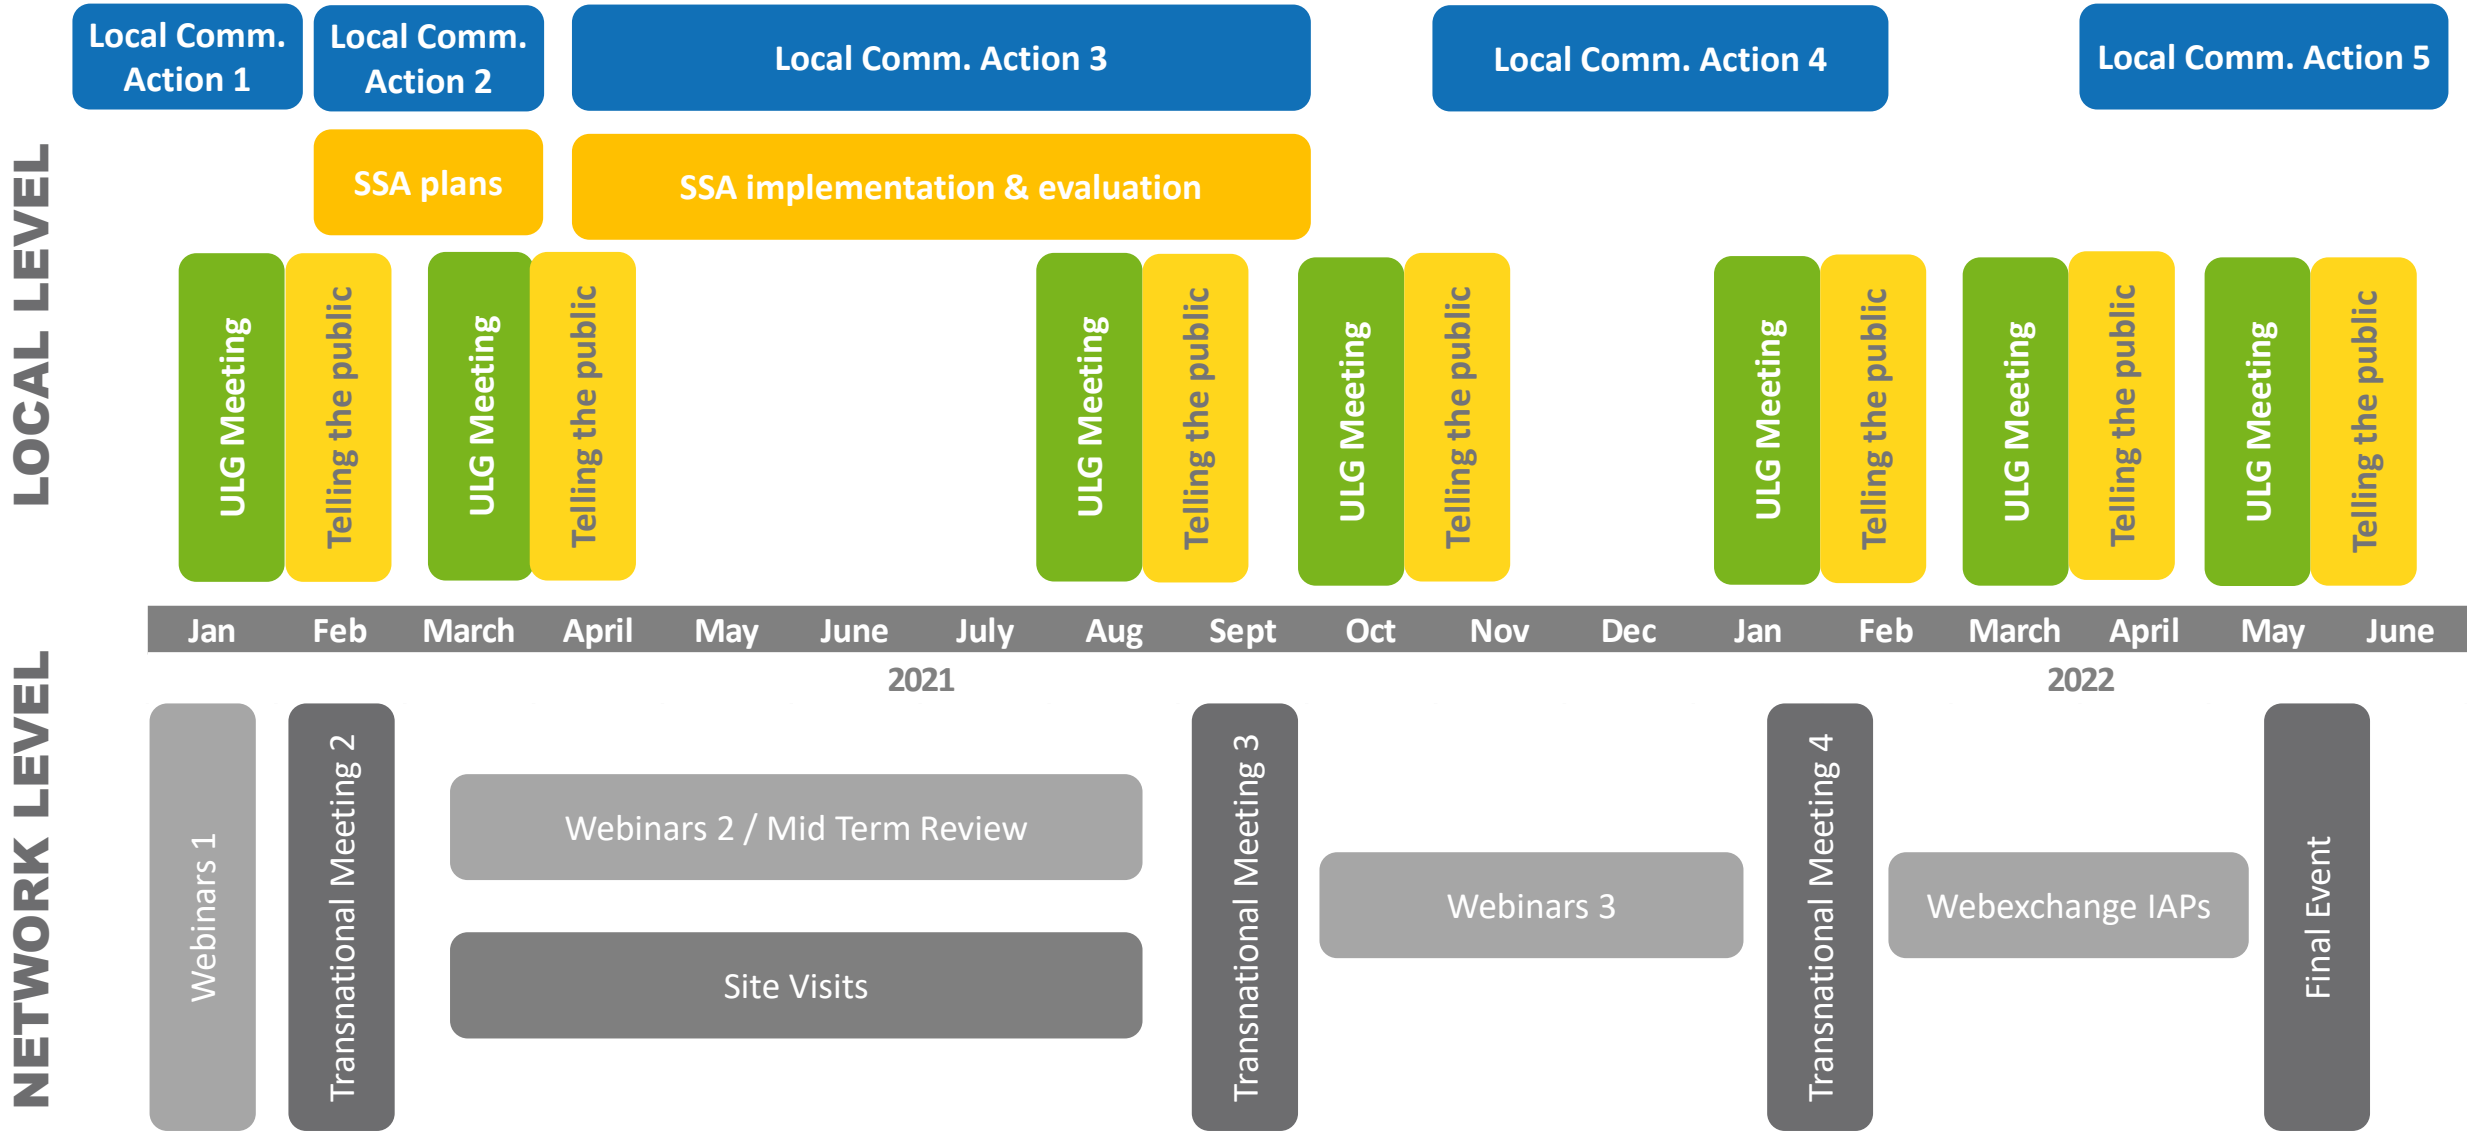 Local Comm.
Action 1
Local Comm.
Action 2
Local Comm. Action 3
Local Comm. Action 4
Local Comm. Action 5
LOCAL LEVEL
SSA plans
SSA implementation & evaluation
ULG Meeting
Telling the public
ULG Meeting
Telling the public
ULG Meeting
Telling the public
ULG Meeting
Telling the public
ULG Meeting
Telling the public
ULG Meeting
Telling the public
ULG Meeting
Telling the public
Jan Feb March April May June July Aug Sept Oct Nov Dec Jan Feb March April May June
2021 2022
NETWORK LEVEL
Webinars 1
Transnational Meeting 2
Webinars 2 / Mid Term Review
Site Visits
Transnational Meeting 3
Webinars 3
Transnational Meeting 4
Webexchange IAPs
Final Event